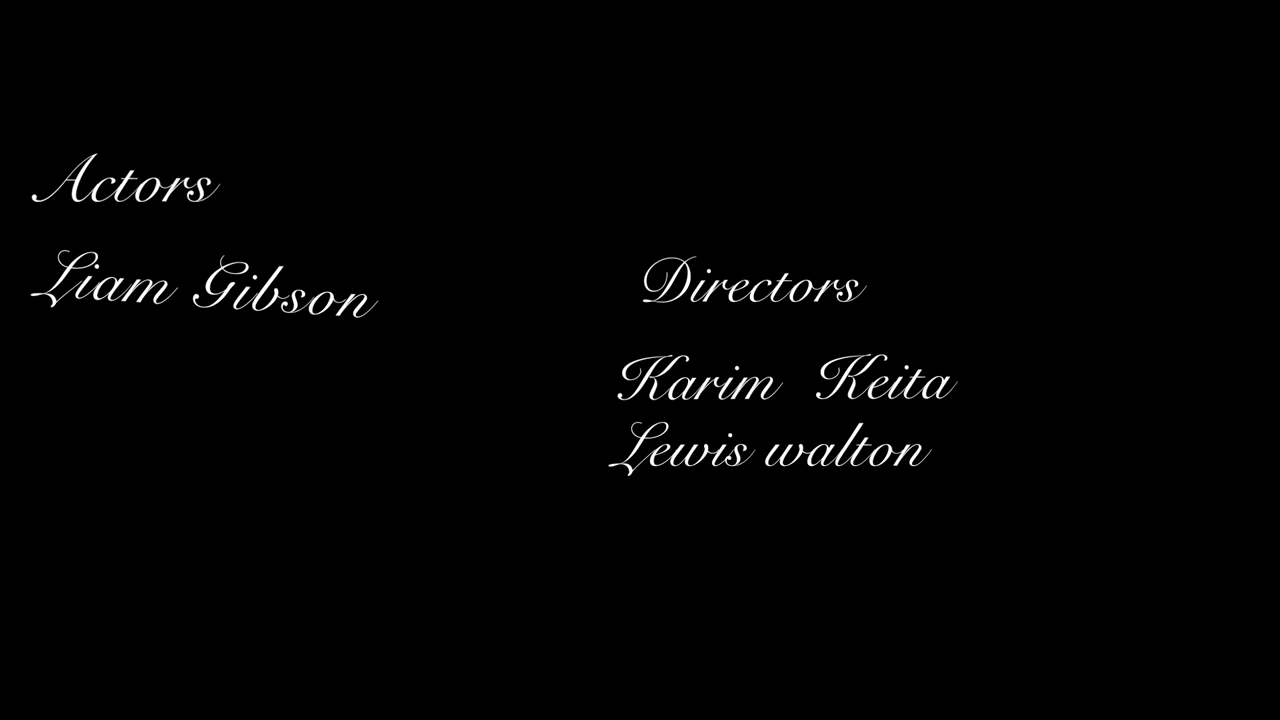 Actors
Liam Gibson
Directors
Karim Keita
Lewis walton